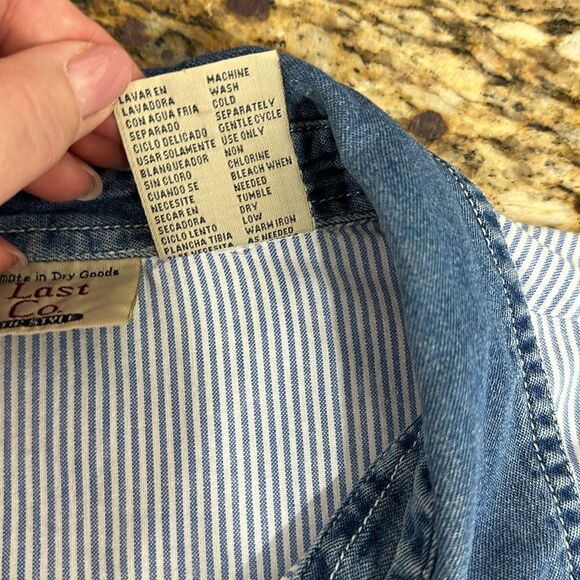 LAVAR EN MACHINE
LAVADORA WASH
CON AGUA FRIA COLD
SEPARADO SEPARATELY
CICLO DELICADO GENTLE CYCLE
USAR SOLAMENTE USE ONLY
BLANQUEADOR NON
SIN CLORO CHLORINE
CUANDO SE BLEACH WHEN
NECESITE NEEDED
SECAR EN TUMBLE
SECADORA DRY
CICLO LENTO LOW
PLANCHA TIBIA WARM IRON
NECESITA AS NEEDED
in Dry Goods
Last
Co
STYLE